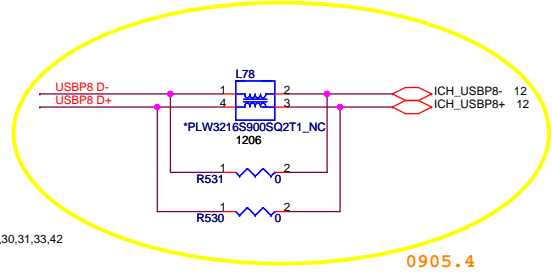 L78
USBP8 D- 1 2 ICH_USBP8- 12
USBP8 D+ 4 3 ICH_USBP8+ 12
*PLW3216S900SQ2T1_NC
1206
1 2
R531 0
1 2
R530 0
,30,31,33,42
0905.4